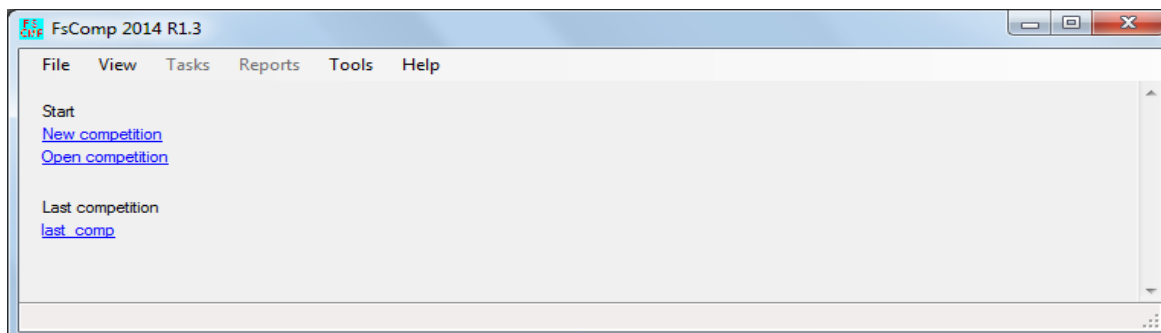 FsComp 2014 R1.3
File View Tasks Reports Tools Help
Start
New competition
Open competition
Last competition
last_comp